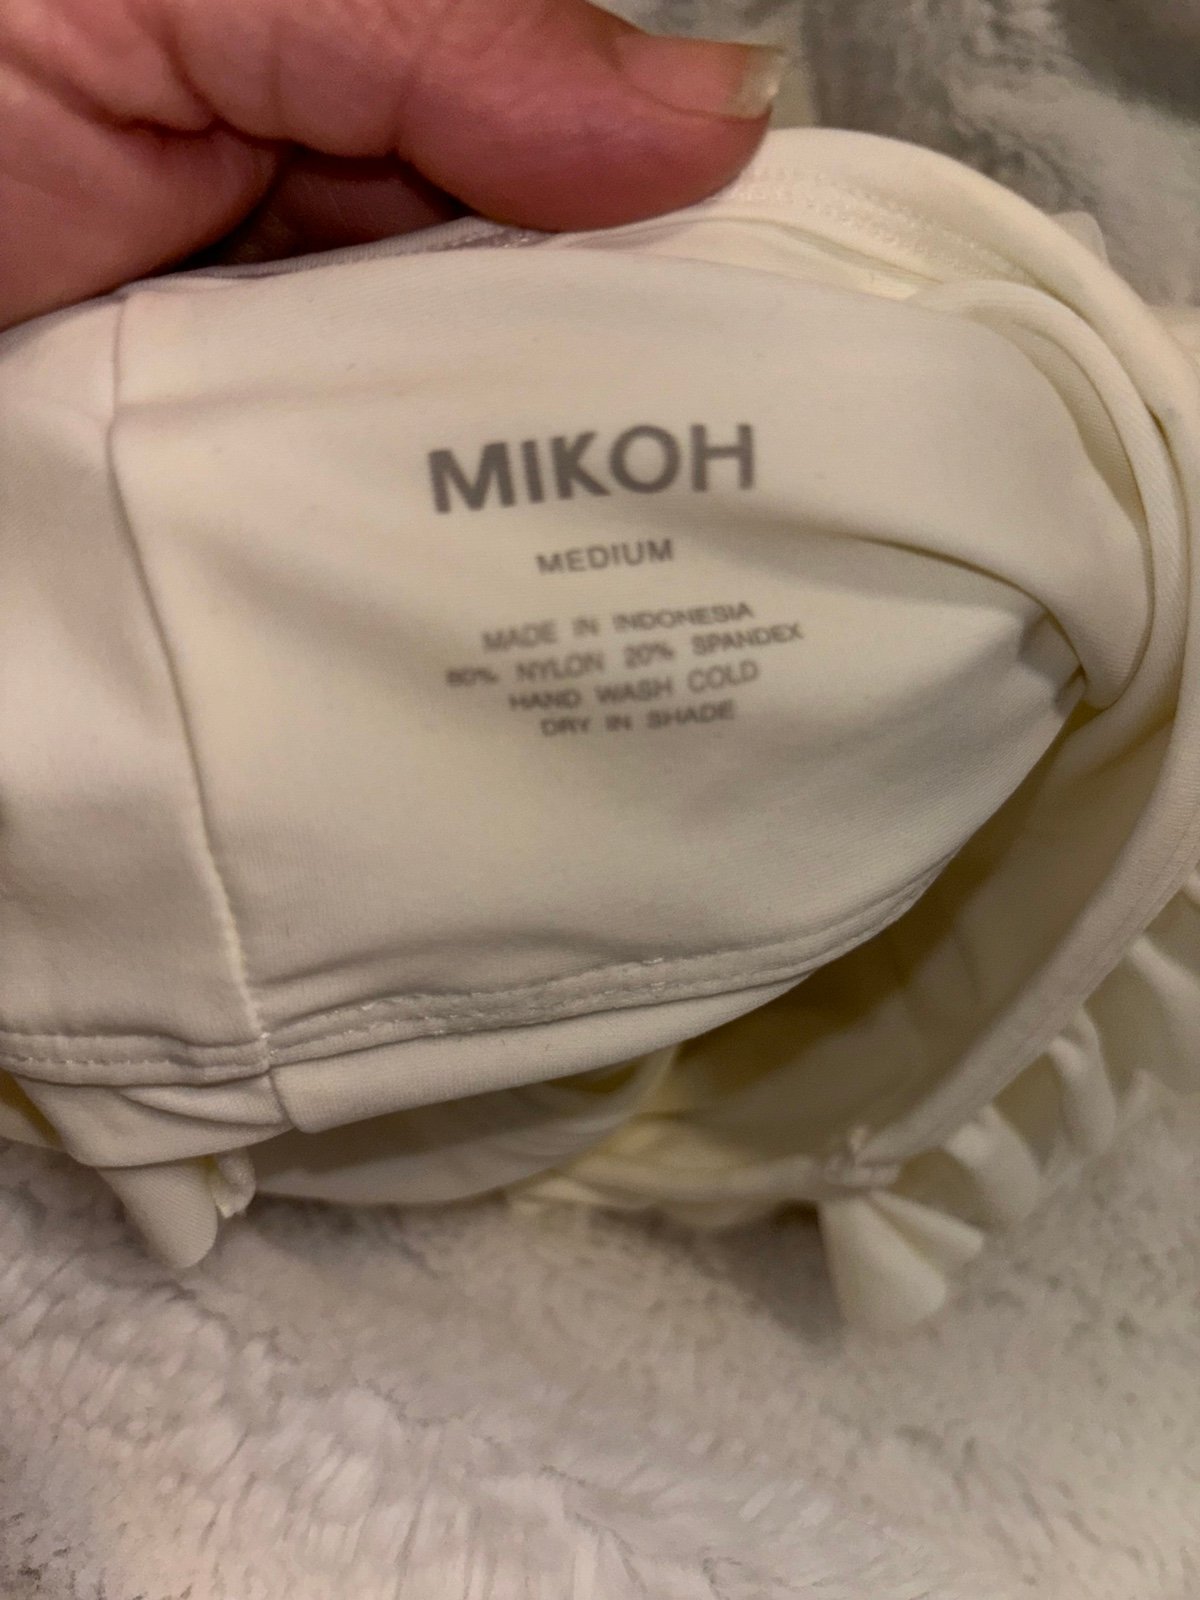 MIKOH
MEDIUM
MADE IN INDONESIA
80% NYLON 20% SPANDEX
HAND WASH COLD
DRY IN SHADE